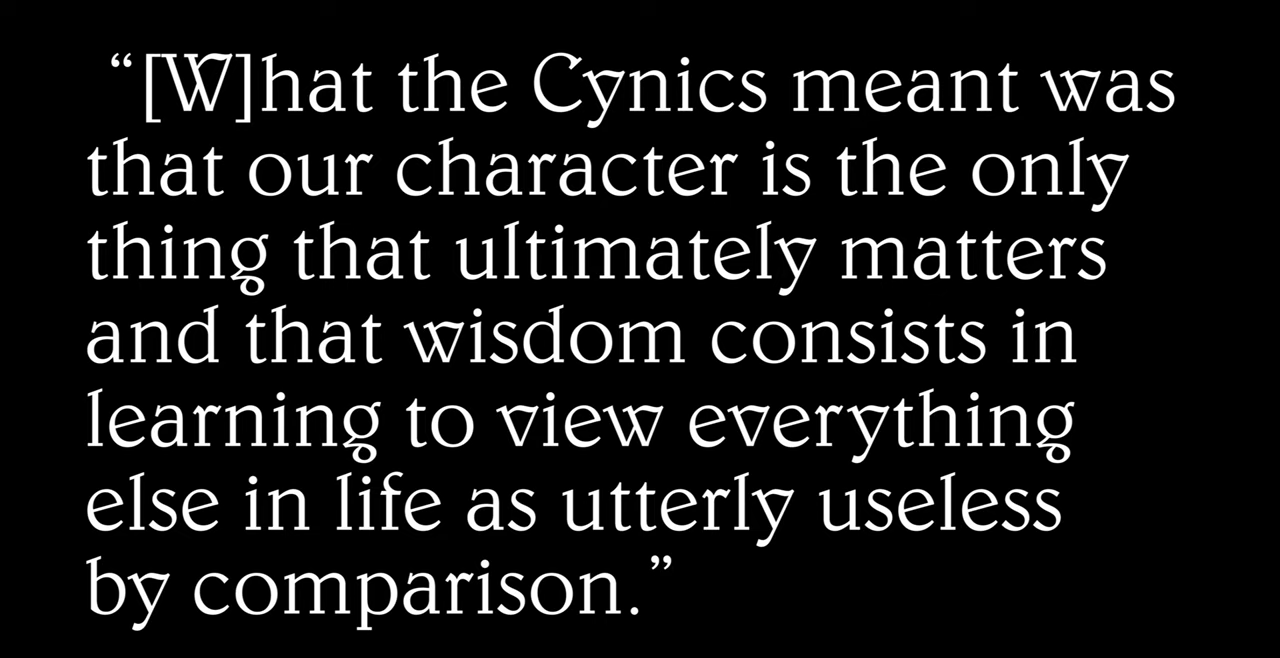 “[W]hat the Cynics meant was
that our character is the only
thing that ultimately matters
and that wisdom consists in
learning to view everything
else in life as utterly useless
by comparison.”